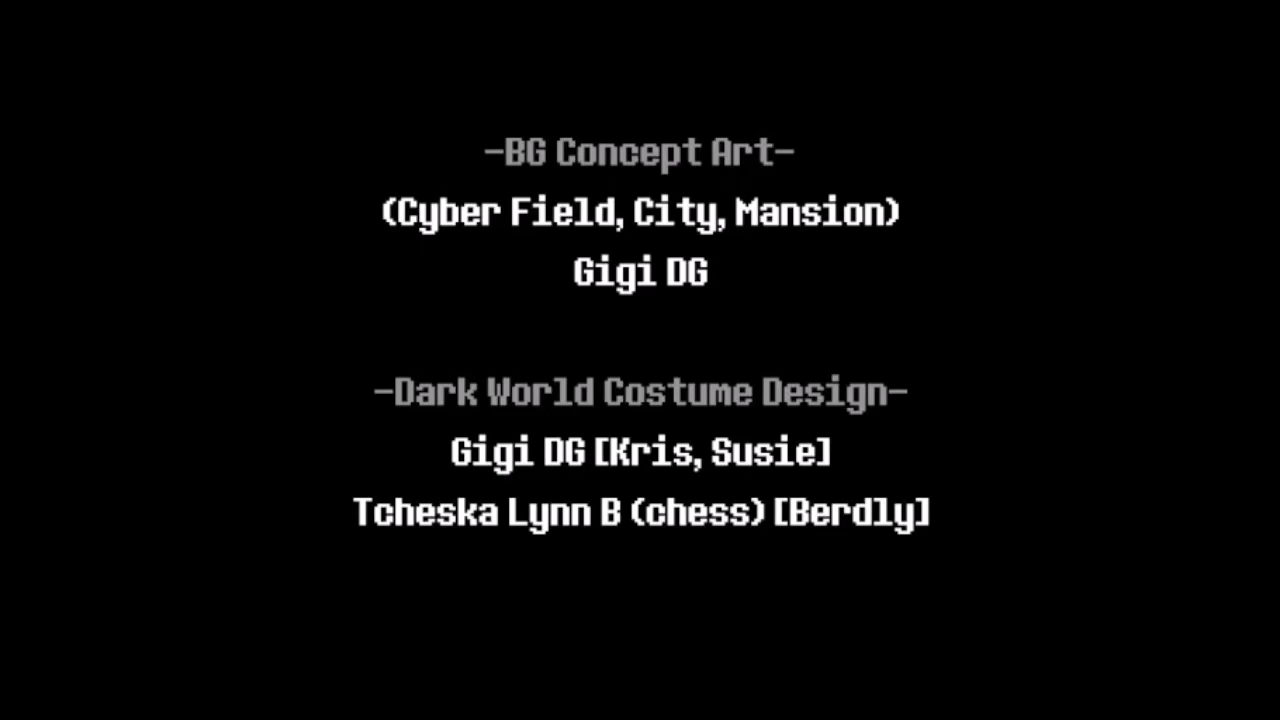 -BG Concept Art-
(Cyber Field, City, Mansion)
Gigi DG
-Dark World Costume Design-
Gigi DG [Kris, Susie]
Tcheska Lynn B (chess) [Berdly]